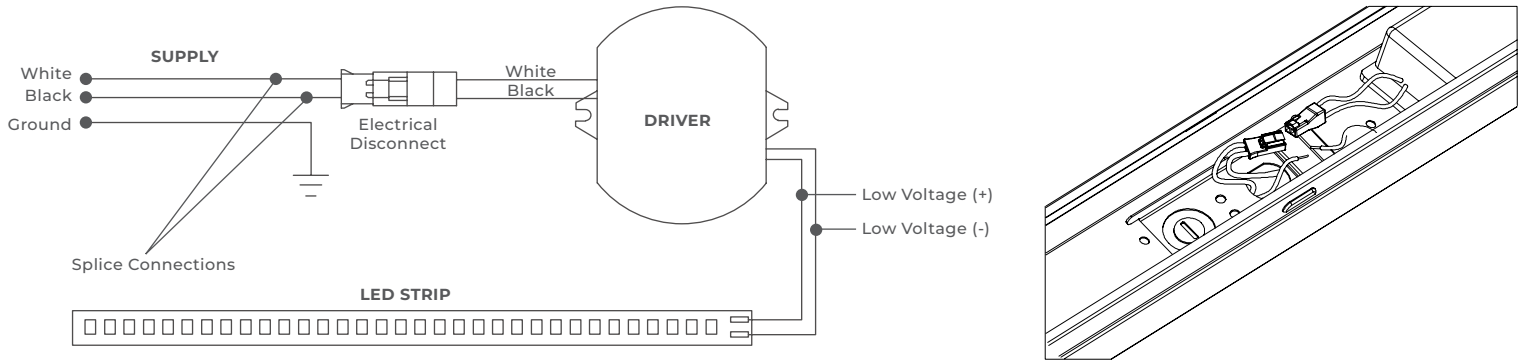 SUPPLY
White
Black
Ground
Electrical
Disconnect
White
Black
DRIVER
Low Voltage (+)
Low Voltage (-)
Splice Connections
LED STRIP